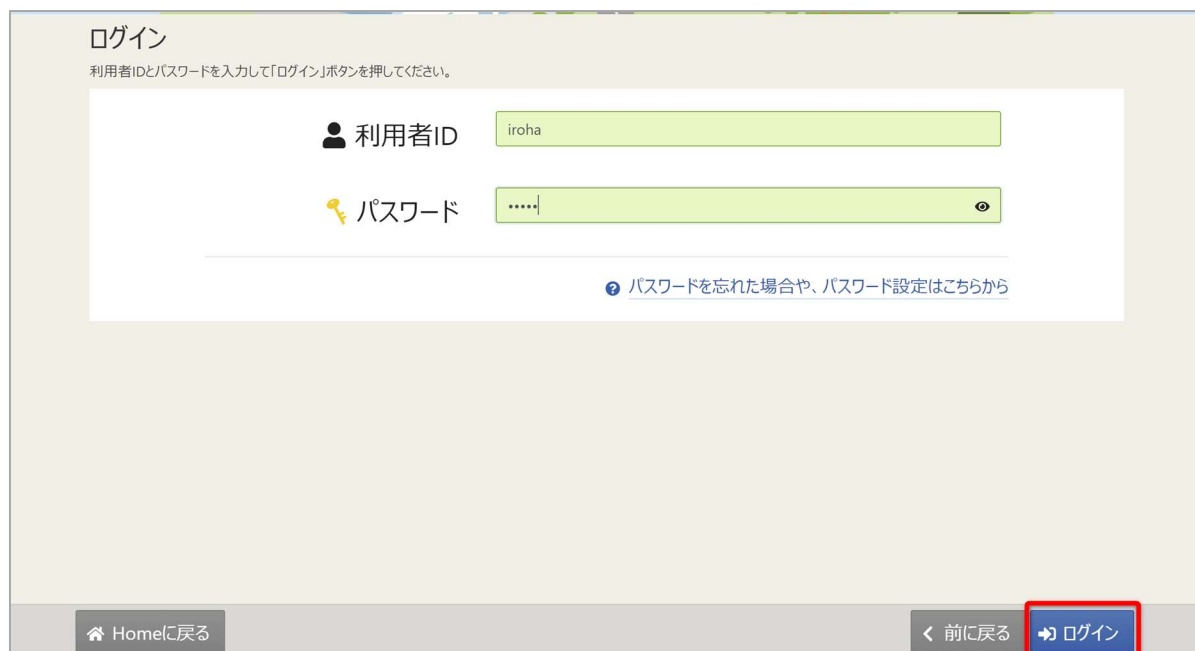 ログイン
利用者IDとパスワードを入力して「ログイン」ボタンを押してください。
利用者ID
iroha
パスワード
•••••
パスワードを忘れた場合や、パスワード設定はこちらから
Homeに戻る
前に戻る
ログイン